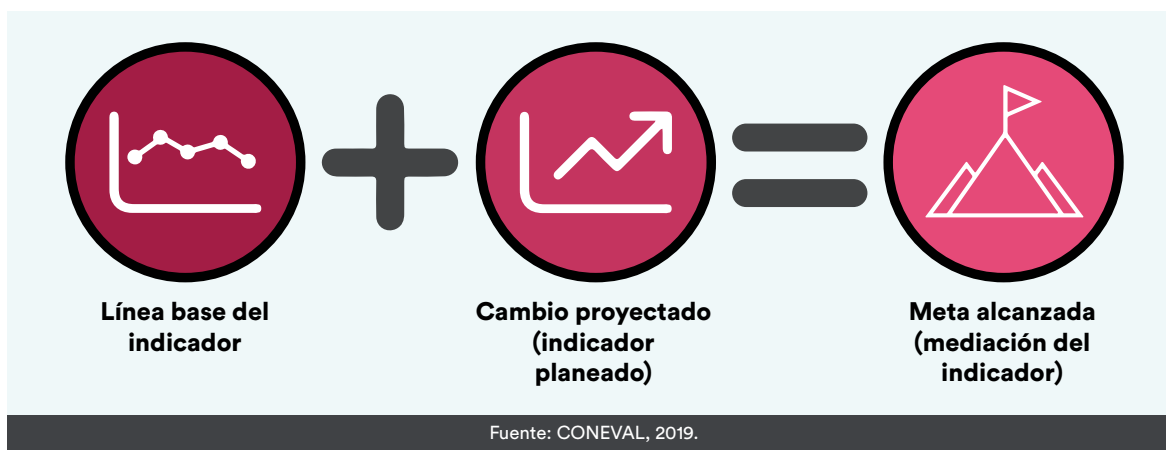 Línea base del
indicador
Cambio proyectado
(indicador
planeado)
Meta alcanzada
(mediación del
indicador)
Fuente: CONEVAL, 2019.